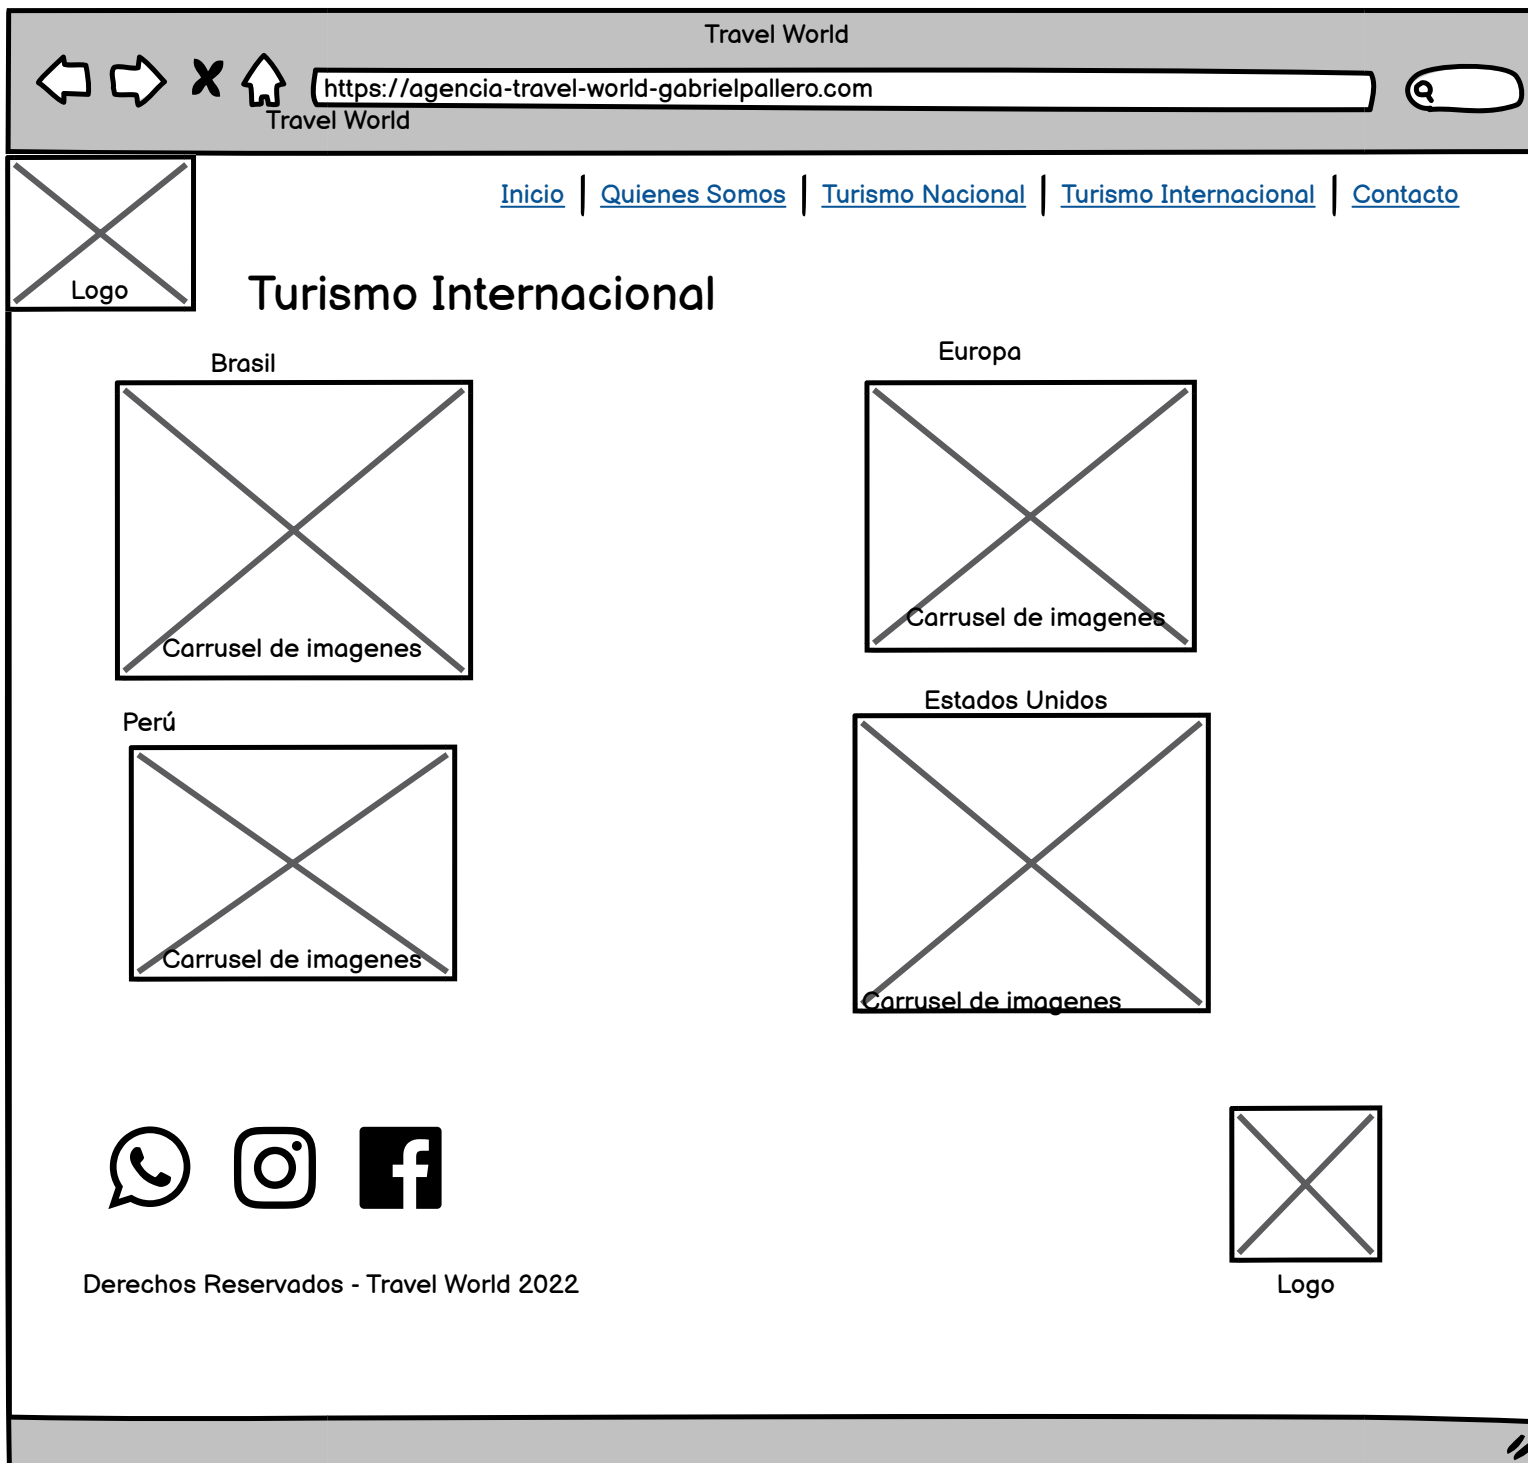 Travel World
https://agencia-travel-world-gabrielpallero.com
Travel World
Inicio Quienes Somos Turismo Nacional Turismo Internacional Contacto
Logo
Turismo Internacional
Brasil
Europa
Carrusel de imagenes
Carrusel de imagenes
Perú
Estados Unidos
Carrusel de imagenes
Carrusel de imagenes
Derechos Reservados - Travel World 2022
Logo